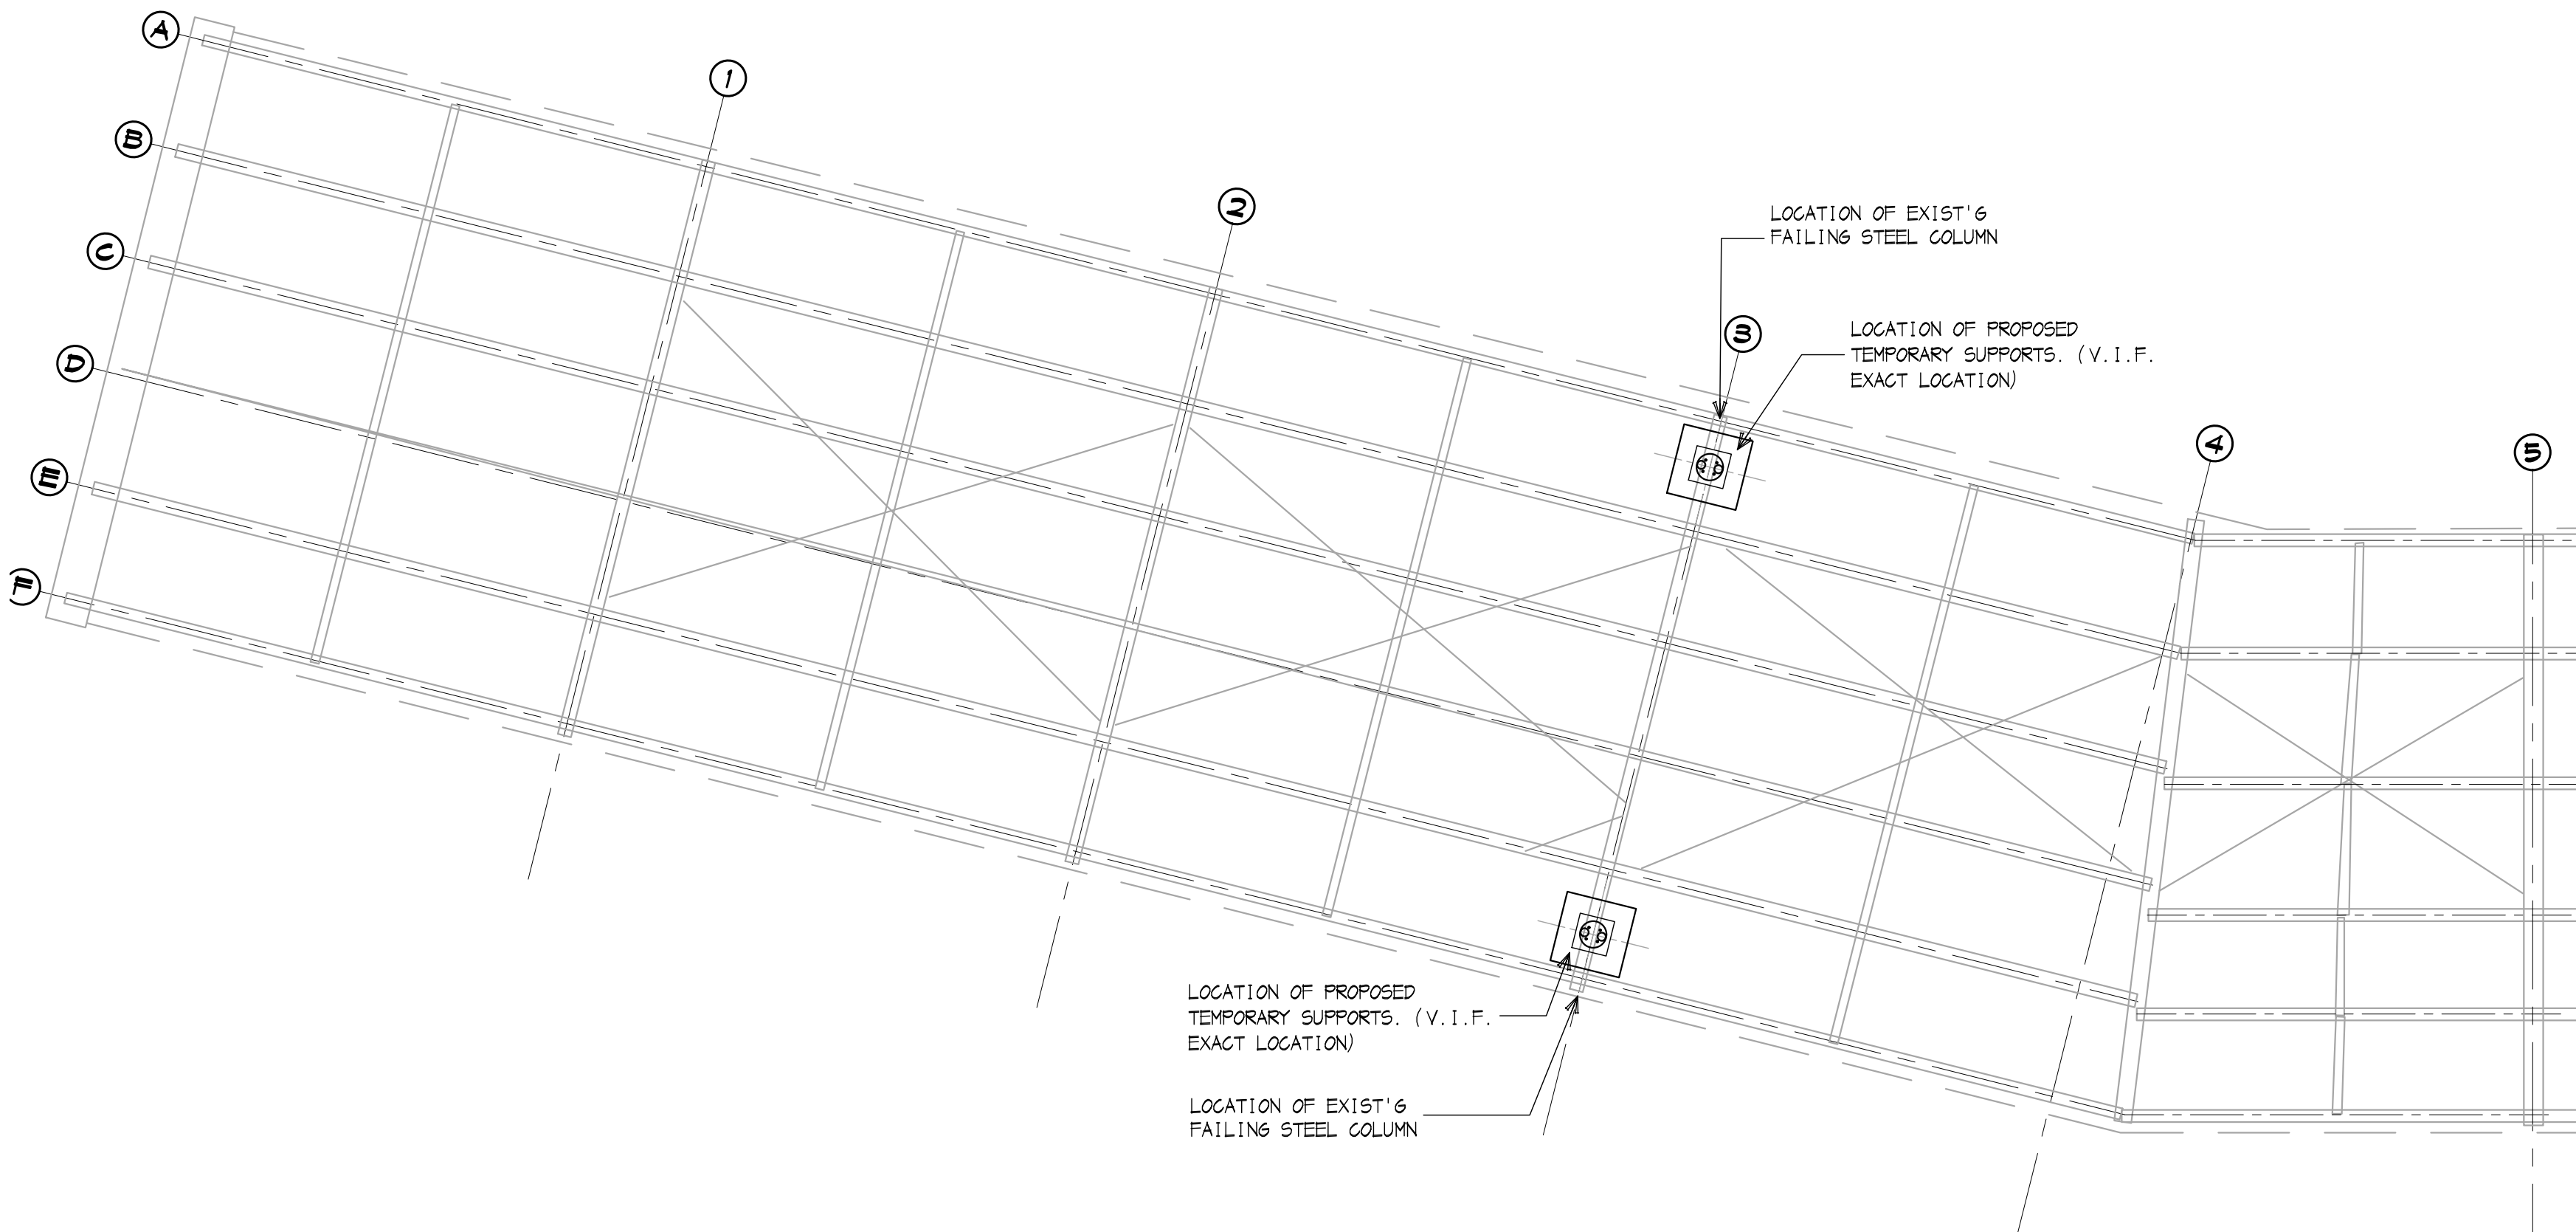 A
1
B
2
LOCATION OF EXIST'G
FAILING STEEL COLUMN
C
3
LOCATION OF PROPOSED
TEMPORARY SUPPORTS. (V.I.F.
EXACT LOCATION)
D
4
5
E
F
LOCATION OF PROPOSED
TEMPORARY SUPPORTS. (V.I.F.
EXACT LOCATION)
LOCATION OF EXIST'G
FAILING STEEL COLUMN